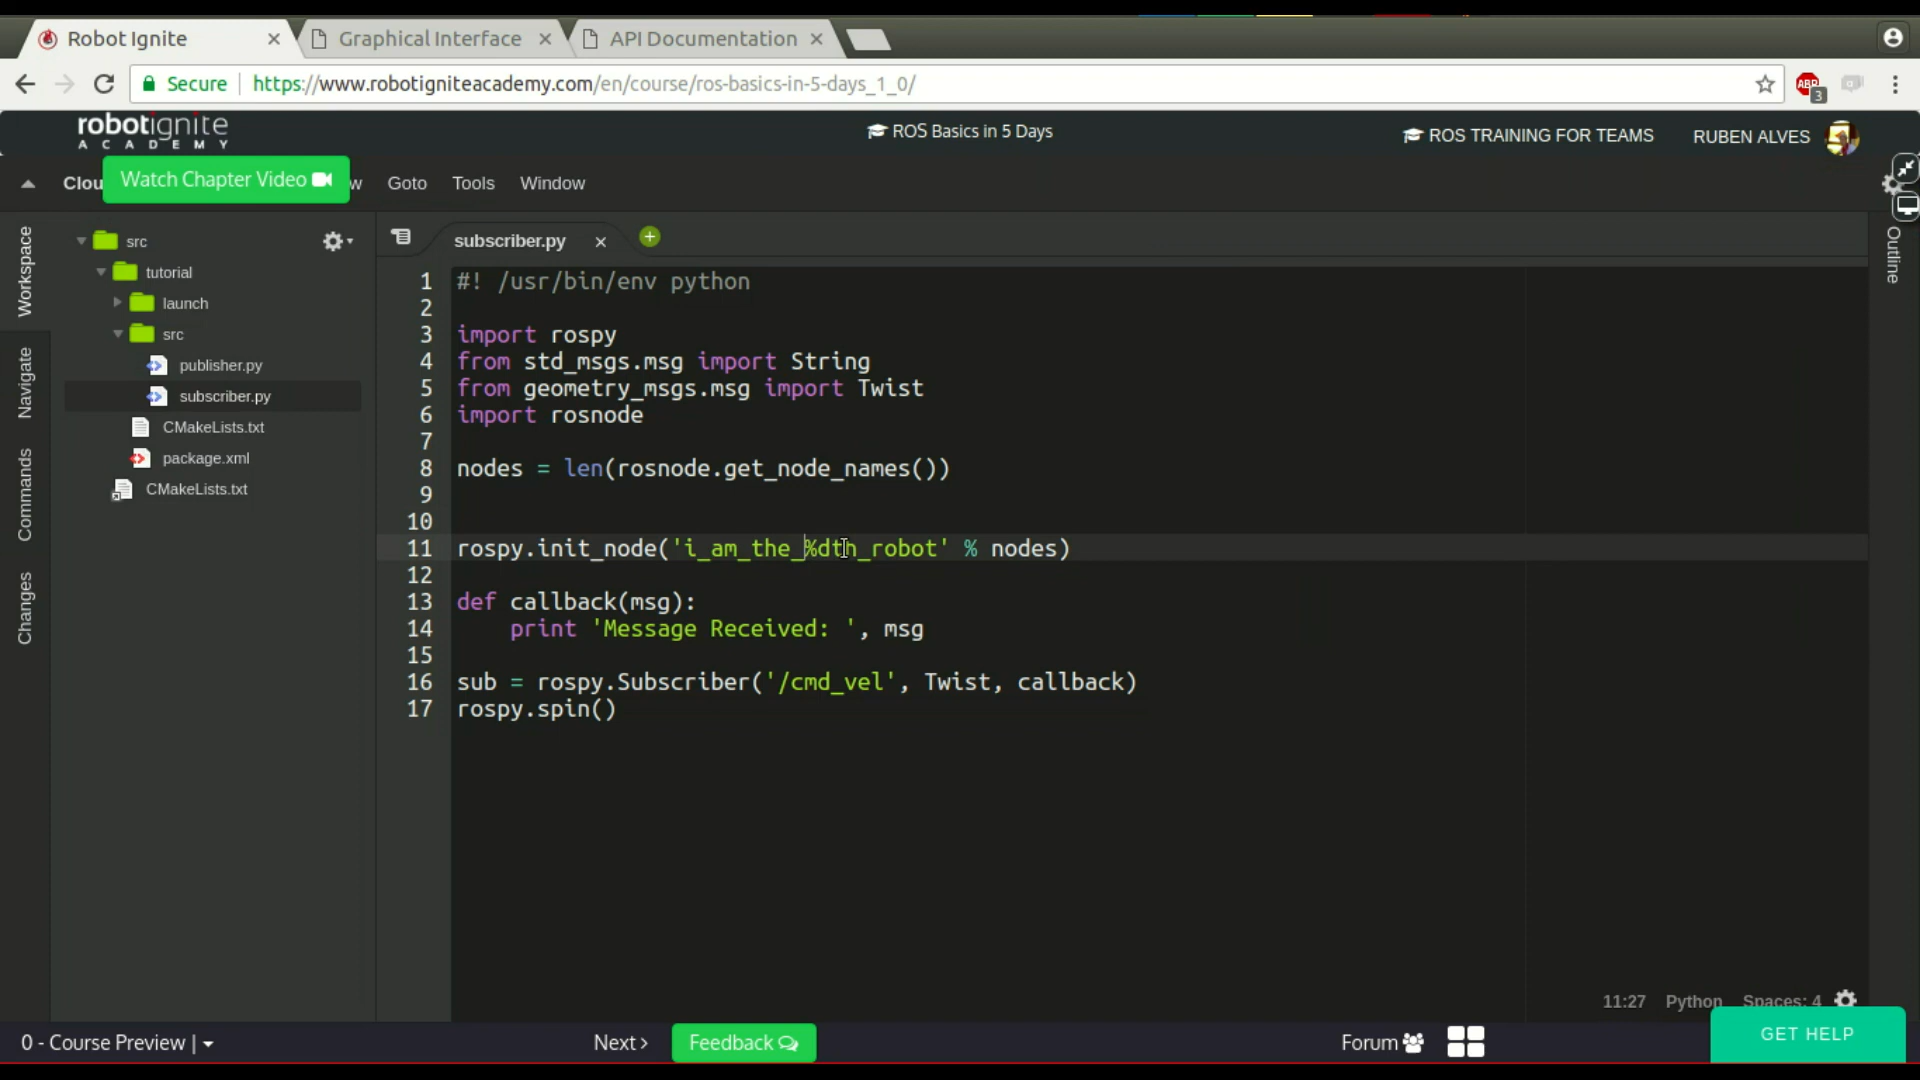 Robot Ignite
Graphical Interface
API Documentation
Secure
https://www.robotigniteacademy.com/en/course/ros-basics-in-5-days_1_0/
ABP
3
robotignite
ACADEMY
ROS Basics in 5 Days
ROS TRAINING FOR TEAMS
RUBEN ALVES
Clou
Watch Chapter Video
w
Goto
Tools
Window
Workspace
Navigate
Commands
Changes
src
tutorial
launch
src
publisher.py
subscriber.py
CMakeLists.txt
package.xml
CMakeLists.txt
subscriber.py
Outline
1 #! /usr/bin/env python
2
3 import rospy
4 from std_msgs.msg import String
5 from geometry_msgs.msg import Twist
6 import rosnode
7
8 nodes = len(rosnode.get_node_names())
9
10
11 rospy.init_node('i_am_the_%dth_robot' % nodes)
12
13 def callback(msg):
14     print 'Message Received: ', msg
15
16 sub = rospy.Subscriber('/cmd_vel', Twist, callback)
17 rospy.spin()
11:27
Python
Spaces: 4
0 - Course Preview |
Next
Feedback
Forum
GET HELP